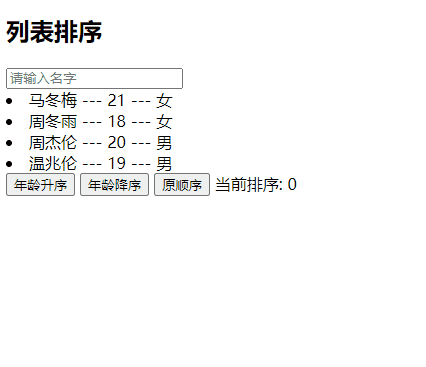 列表排序
请输入名字
马冬梅 --- 21 --- 女
周冬雨 --- 18 --- 女
周杰伦 --- 20 --- 男
温兆伦 --- 19 --- 男
年龄升序 年龄降序 原顺序 当前排序: 0